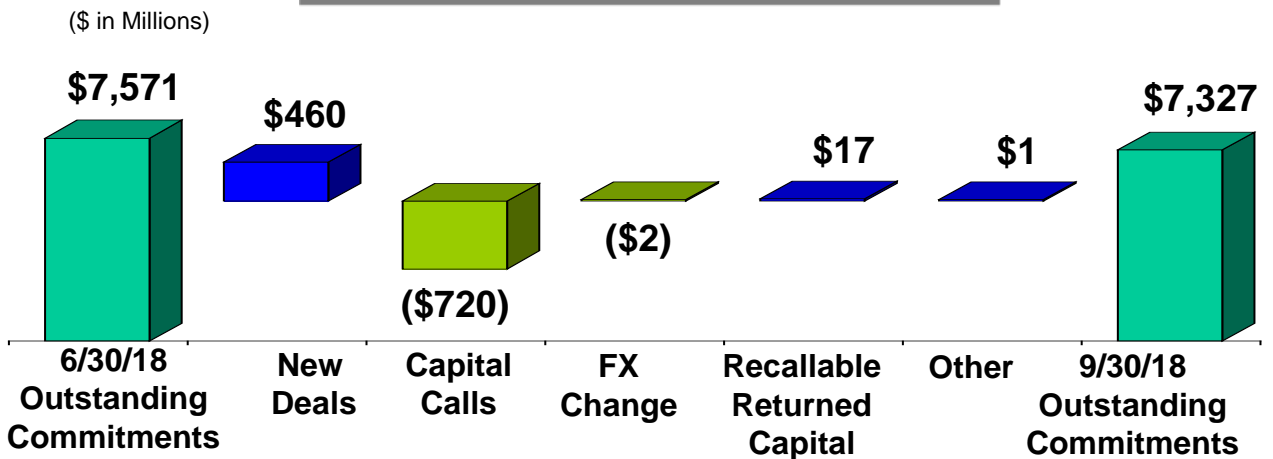 ($ in Millions)
$7,571
$460
($720)
($2)
$17
$1
$7,327
6/30/18
Outstanding
Commitments
New
Deals
Capital
Calls
FX
Change
Recallable
Returned
Capital
Other
9/30/18
Outstanding
Commitments